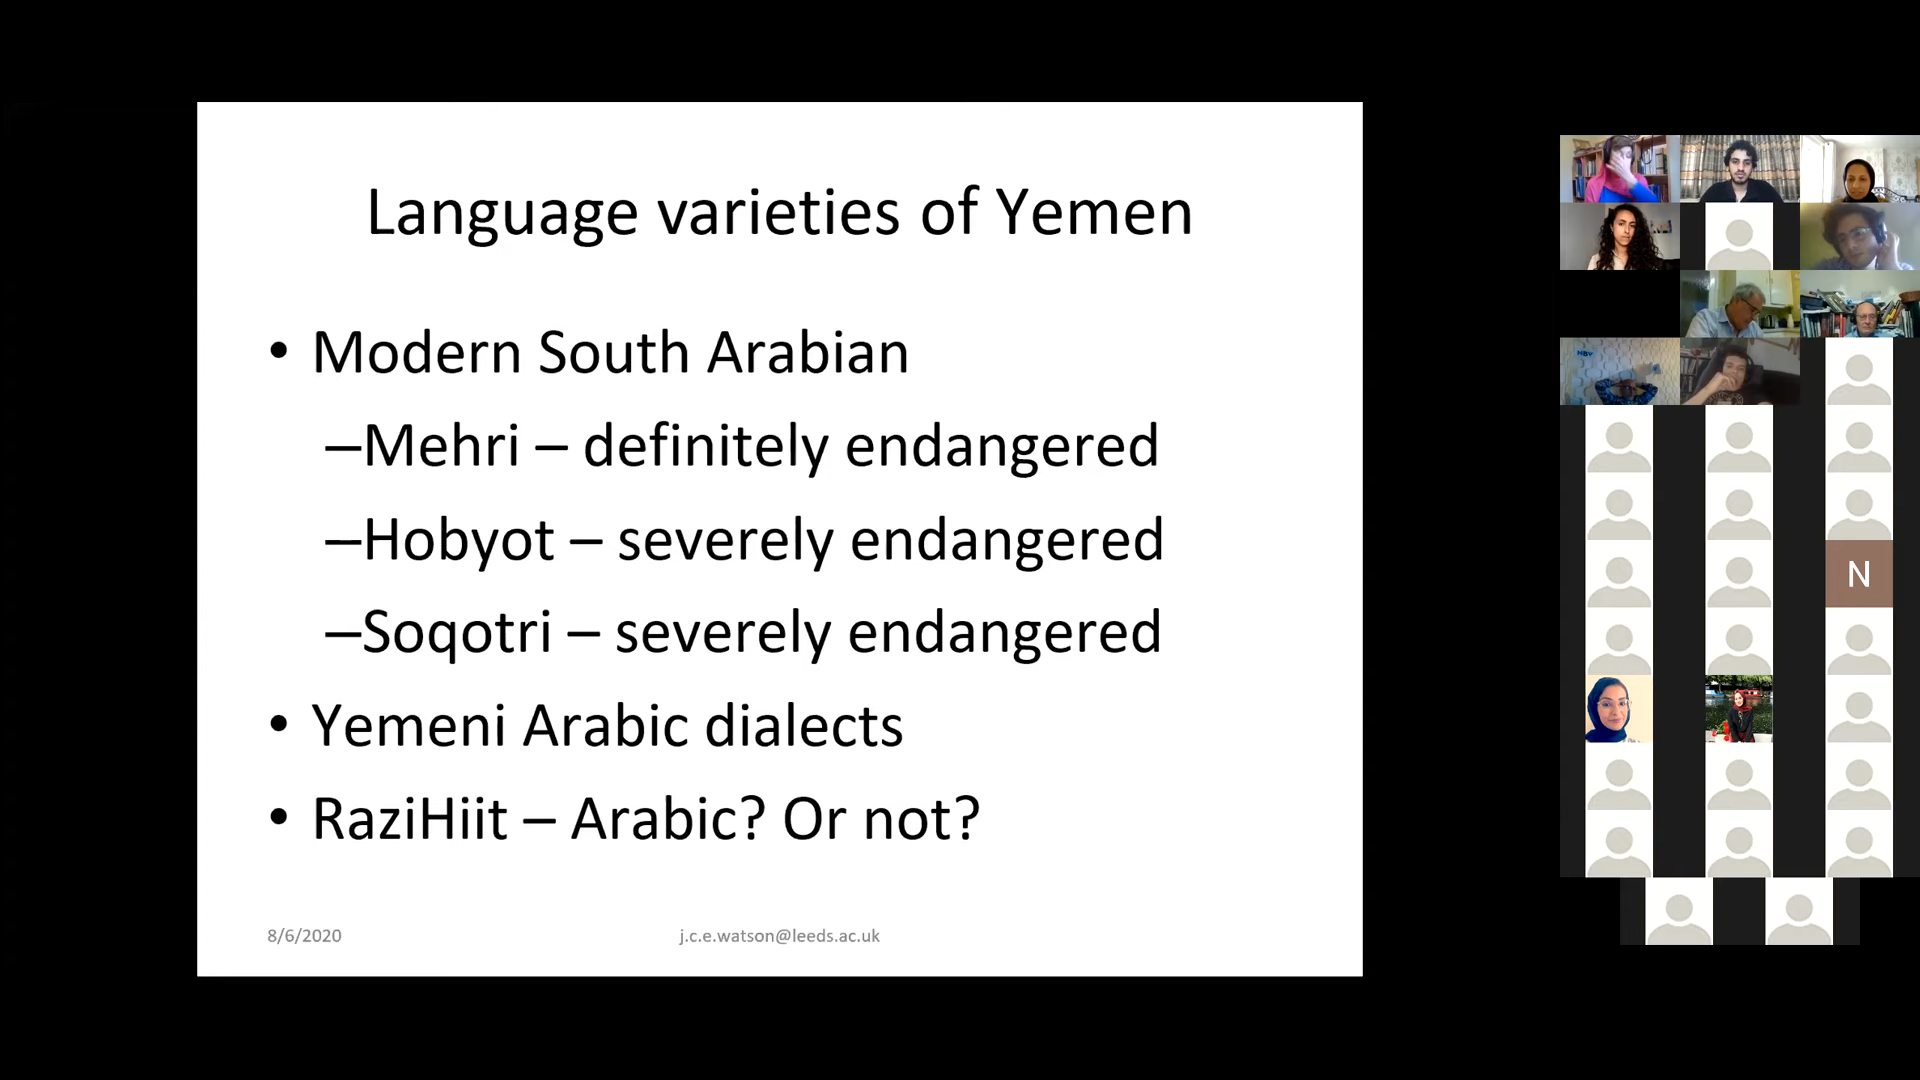 Language varieties of Yemen
• Modern South Arabian
–Mehri – definitely endangered
–Hobyot – severely endangered
–Soqotri – severely endangered
• Yemeni Arabic dialects
• RaziHiit – Arabic? Or not?
8/6/2020
j.c.e.watson@leeds.ac.uk
N